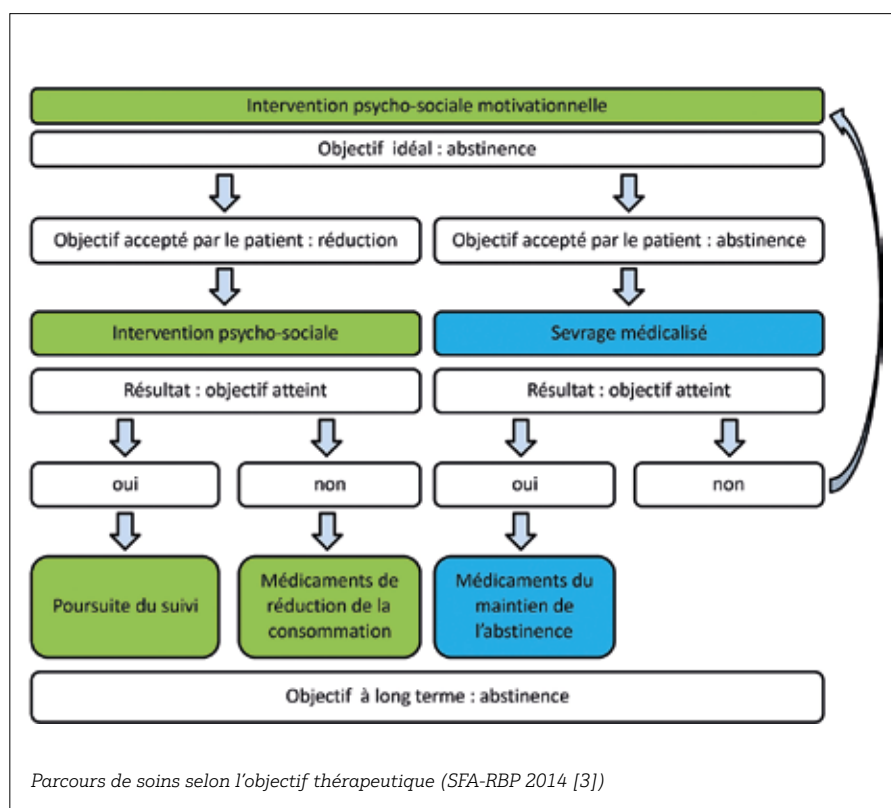 Intervention psycho-sociale motivationnelle
Objectif idéal : abstinence
Objectif accepté par le patient : réduction
Objectif accepté par le patient : abstinence
Intervention psycho-sociale
Sevrage médicalisé
Résultat : objectif atteint
Résultat : objectif atteint
oui
non
oui
non
Poursuite du suivi
Médicaments de
réduction de la
consommation
Médicaments du
maintien de
l'abstinence
Objectif à long terme : abstinence
Parcours de soins selon l'objectif thérapeutique (SFA-RBP 2014 [3])